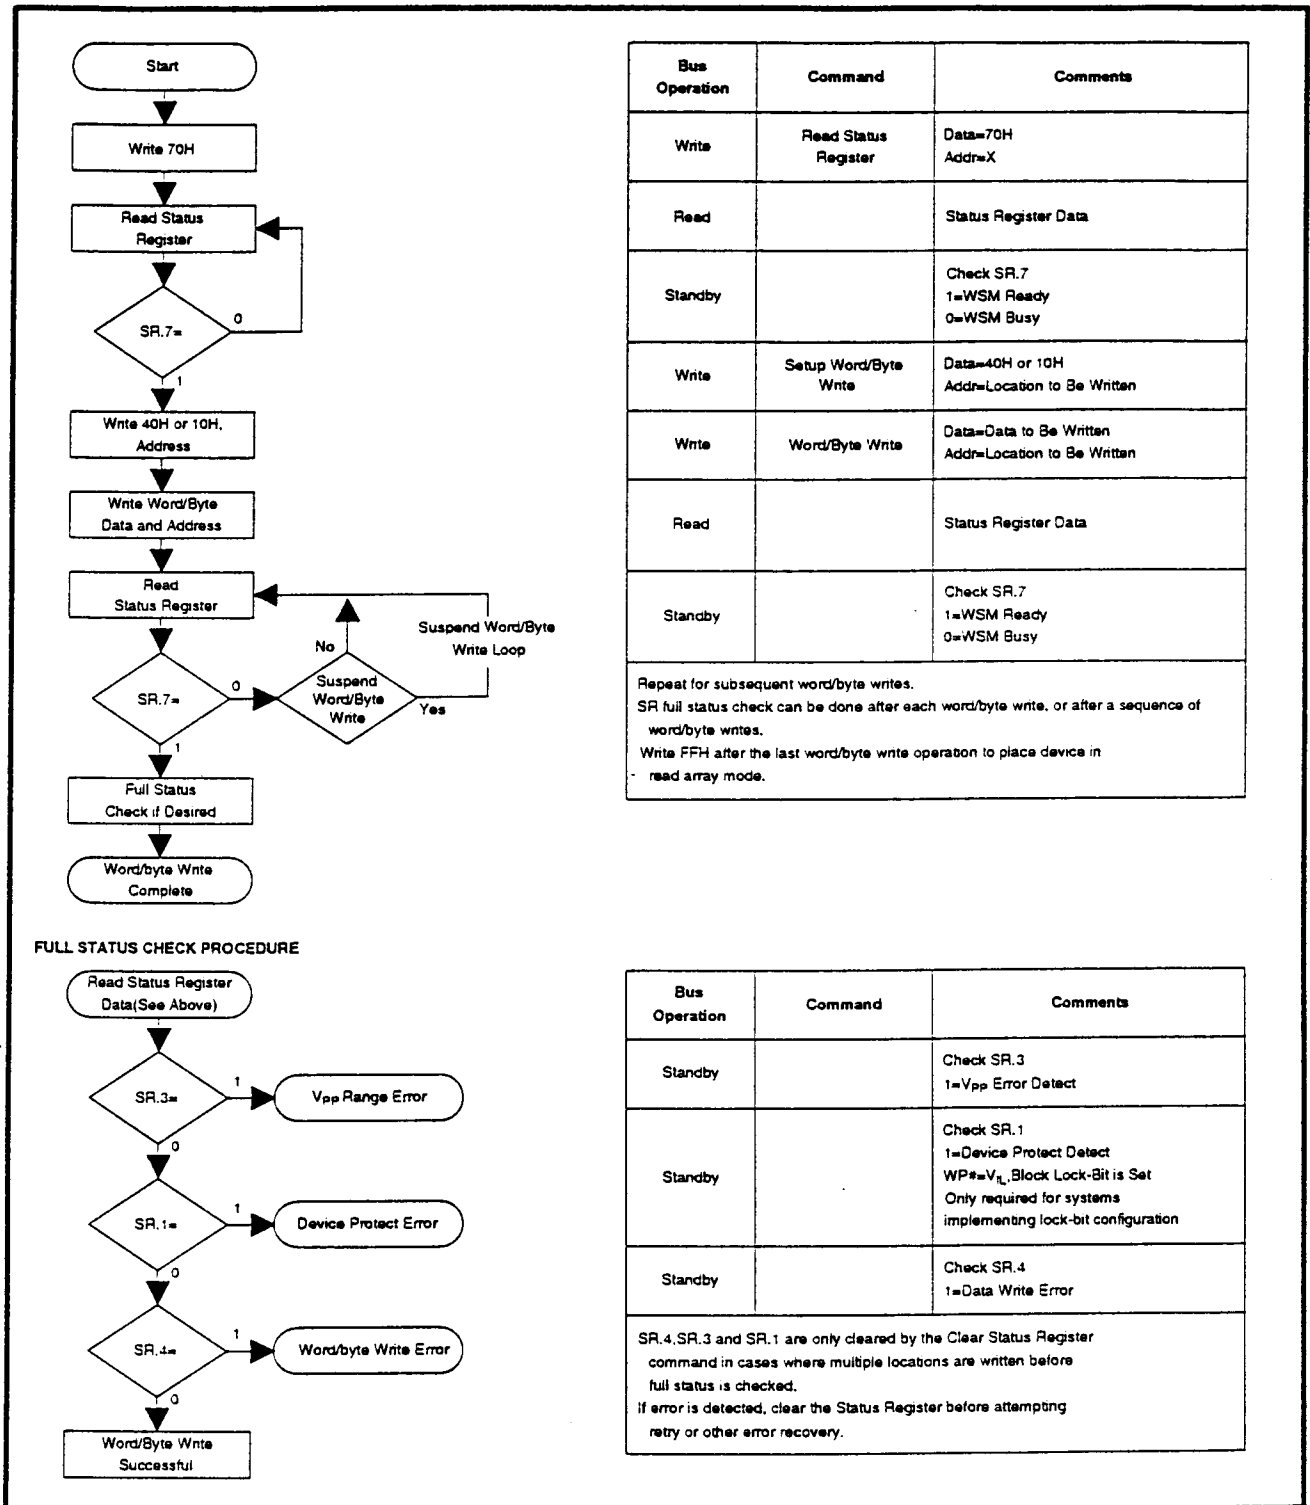 Start
Write 70H
Read Status
Register
SR.7=
0
1
Write 40H or 10H,
Address
Write Word/Byte
Data and Address
Read
Status Register
Suspend Word/Byte
Write Loop
No
SR.7=
0
Suspend
Word/Byte
Write
Yes
1
Full Status
Check if Desired
Word/byte Write
Complete
Bus
Operation
Command
Comments
Write
Read Status
Register
Data=70H
Addr=X
Read
Status Register Data
Standby
Check SR.7
1=WSM Ready
0=WSM Busy
Write
Setup Word/Byte
Write
Data=40H or 10H
Addr=Location to Be Written
Write
Word/Byte Write
Data=Data to Be Written
Addr=Location to Be Written
Read
Status Register Data
Standby
Check SR.7
1=WSM Ready
0=WSM Busy
Repeat for subsequent word/byte writes.
SR full status check can be done after each word/byte write, or after a sequence of
word/byte writes.
Write FFH after the last word/byte write operation to place device in
read array mode.
FULL STATUS CHECK PROCEDURE
Read Status Register
Data(See Above)
SR.3=
1
VPP Range Error
0
SR.1=
1
Device Protect Error
0
SR.4=
1
Word/byte Write Error
0
Word/Byte Write
Successful
Bus
Operation
Command
Comments
Standby
Check SR.3
1=VPP Error Detect
Standby
Check SR.1
1=Device Protect Detect
WP#=VIL,Block Lock-Bit is Set
Only required for systems
implementing lock-bit configuration
Standby
Check SR.4
1=Data Write Error
SR.4,SR.3 and SR.1 are only cleared by the Clear Status Register
command in cases where multiple locations are written before
full status is checked.
If error is detected, clear the Status Register before attempting
retry or other error recovery.